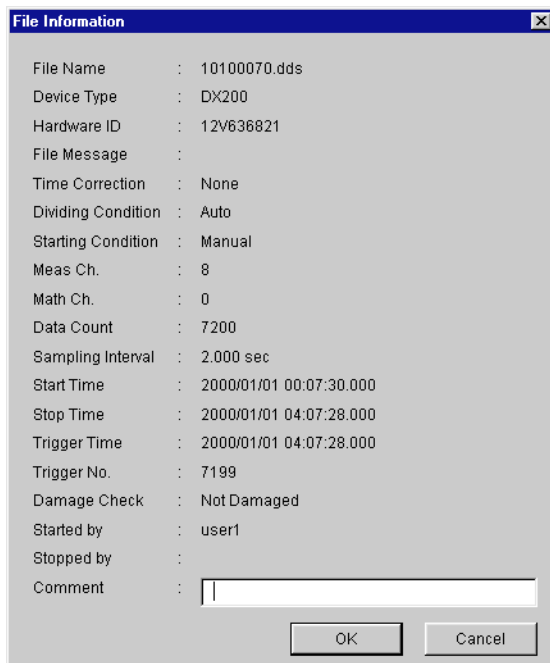 File Information
File Name : 10100070.dds
Device Type : DX200
Hardware ID : 12V636821
File Message :
Time Correction : None
Dividing Condition : Auto
Starting Condition : Manual
Meas Ch. : 8
Math Ch. : 0
Data Count : 7200
Sampling Interval : 2.000 sec
Start Time : 2000/01/01 00:07:30.000
Stop Time : 2000/01/01 04:07:28.000
Trigger Time : 2000/01/01 04:07:28.000
Trigger No. : 7199
Damage Check : Not Damaged
Started by : user1
Stopped by :
Comment :
OK Cancel